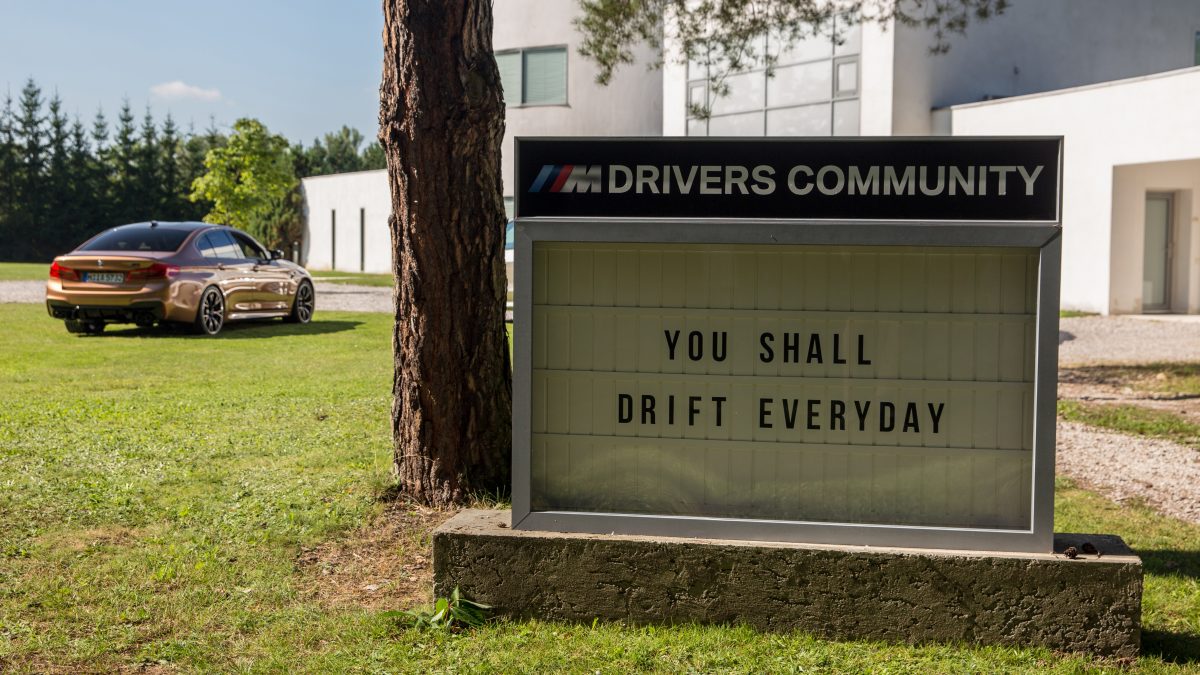 M DRIVERS COMMUNITY
YOU SHALL
DRIFT EVERYDAY